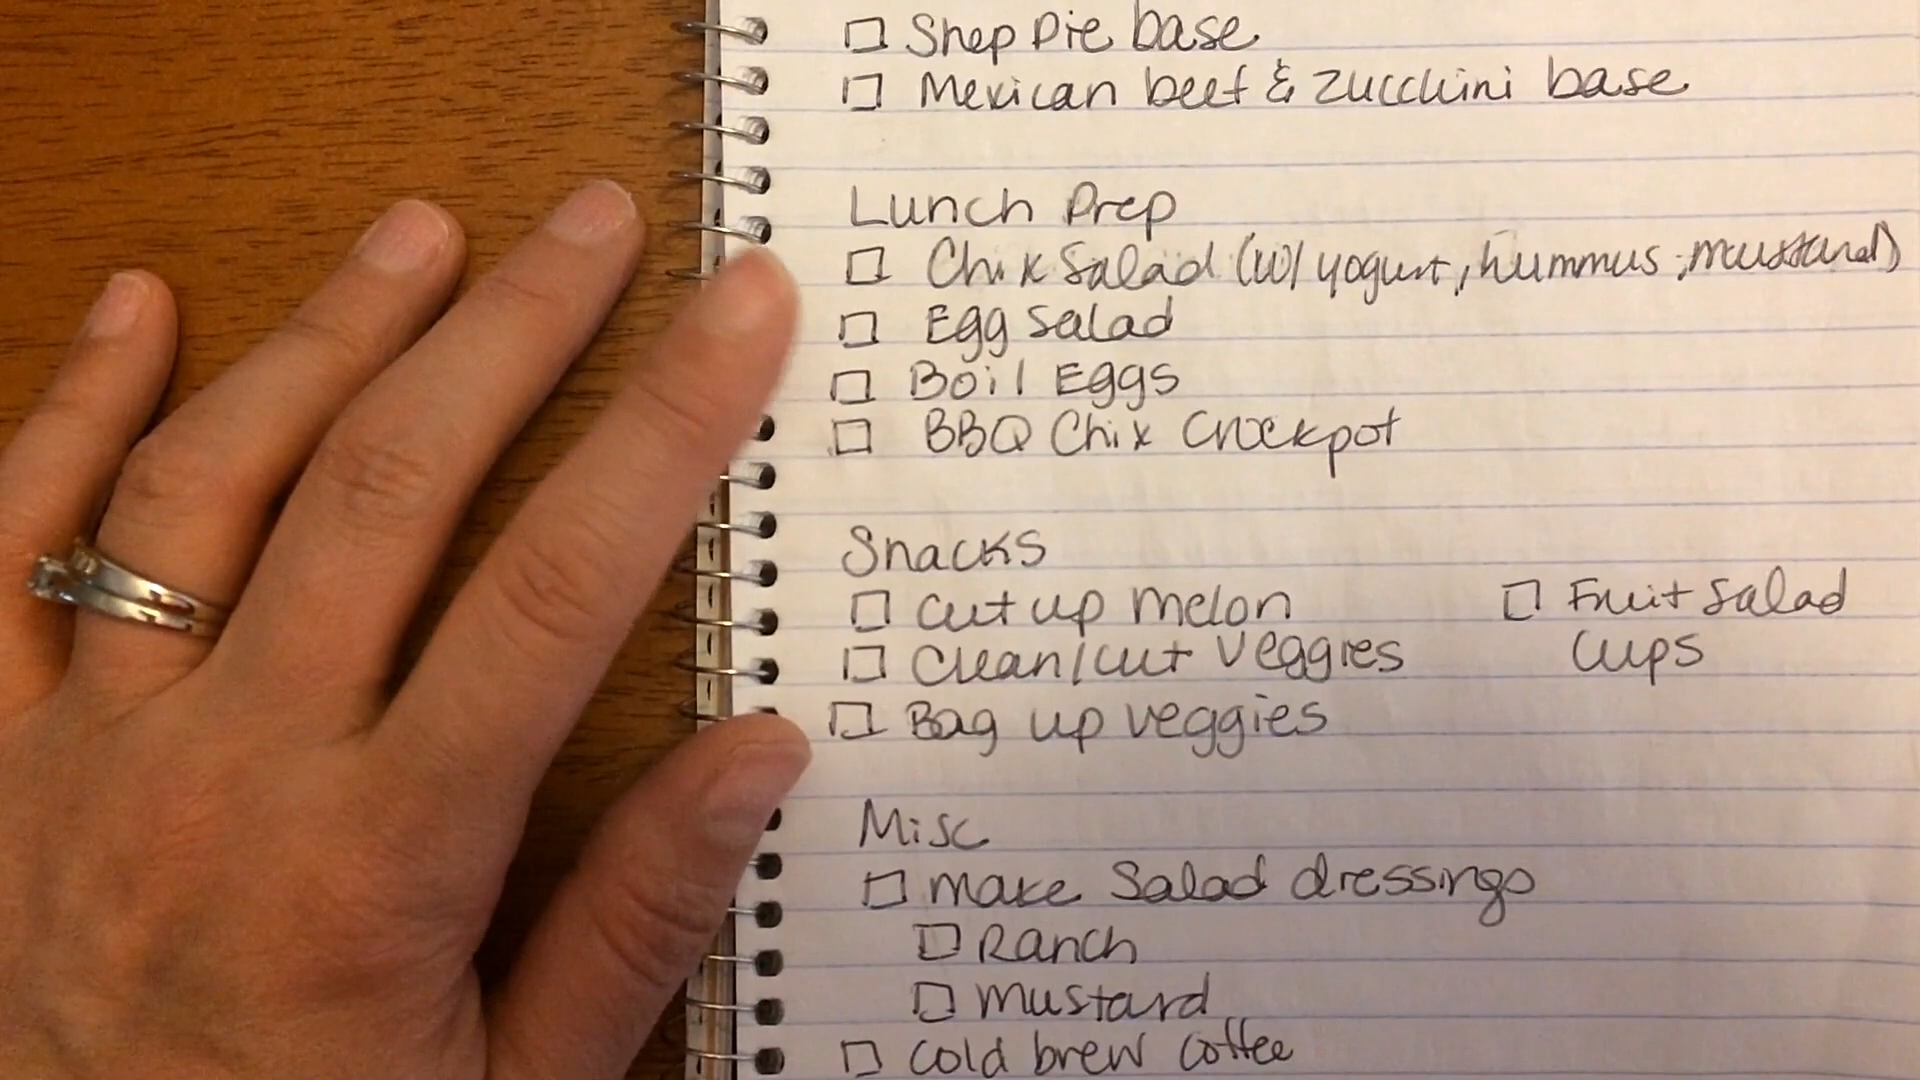 ☐ Shep Pie base
☐ Mexican beef & zucchini base
Lunch Prep
☐ Chix Salad (w/ yogurt, hummus, mustard)
☐ Egg Salad
☐ Boil Eggs
☐ BBQ Chix Crockpot
Snacks
☐ cut up melon
☐ Clean/cut veggies
☐ Bag up veggies
☐ Fruit Salad
cups
Misc
☐ make Salad dressings
☐ Ranch
☐ mustard
☐ cold brew coffee